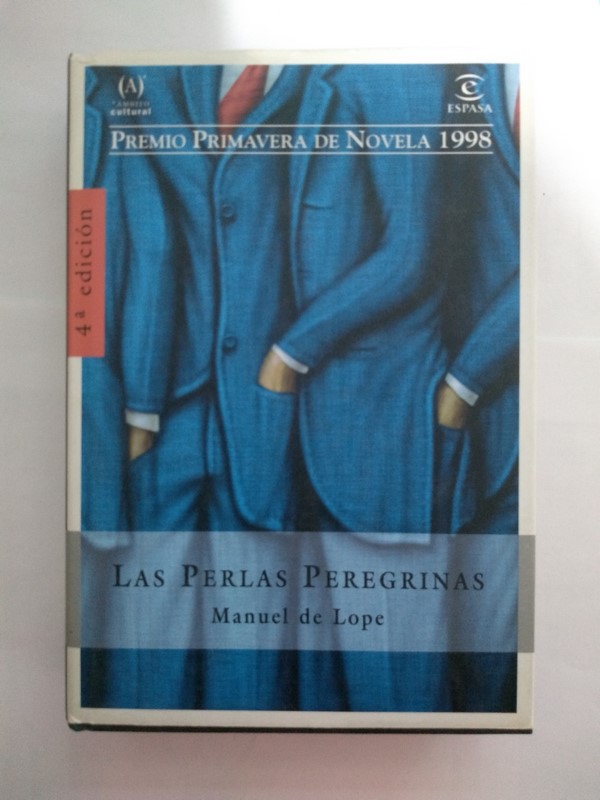 (A)
ÁMBITO
cultural
e
ESPASA
PREMIO PRIMAVERA DE NOVELA 1998
4ª edición
LAS PERLAS PEREGRINAS
Manuel de Lope